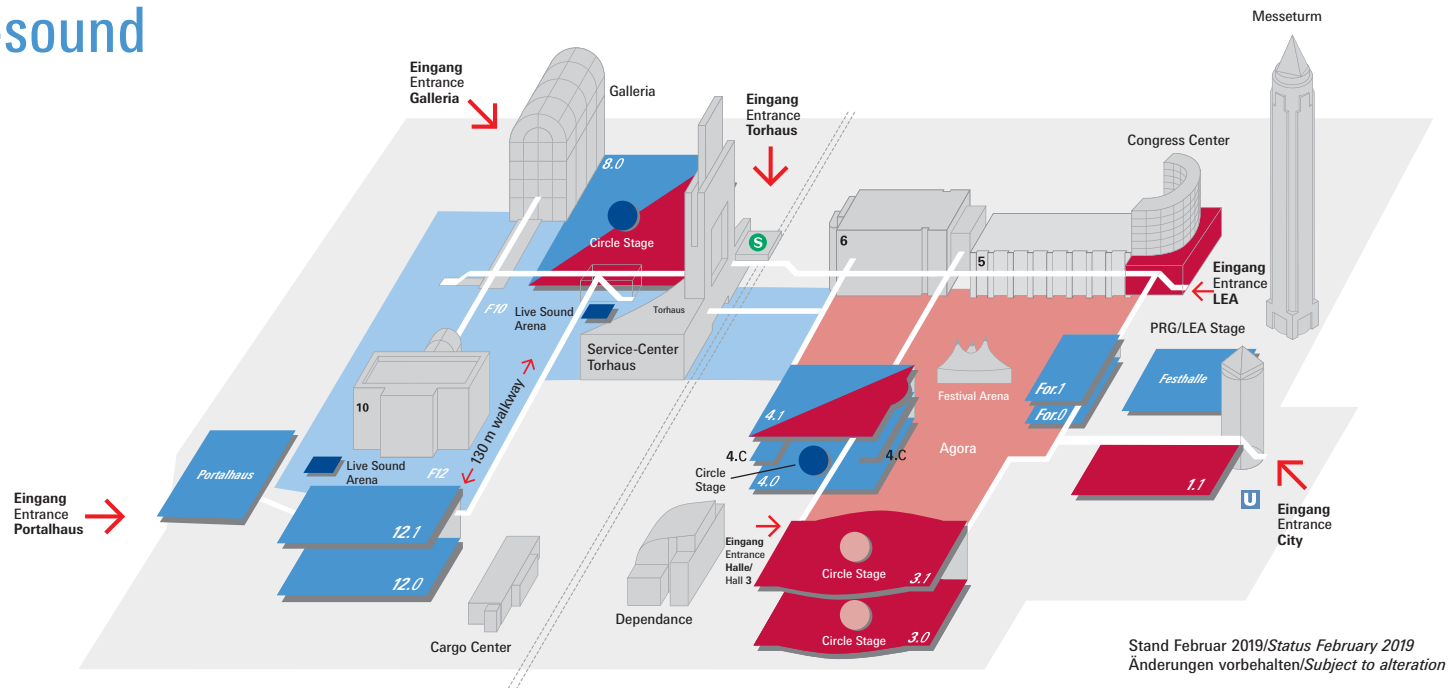 sound
Messeturm
Eingang
Entrance
Galleria
Galleria
Eingang
Entrance
Torhaus
Congress Center
8.0
Circle Stage
S
6
5
Eingang
Entrance
LEA
F10
Live Sound
Arena
Torhaus
Service-Center
Torhaus
PRG/LEA Stage
Festhalle
Festival Arena
For.1
For.0
10
130 m walkway
4.1
4.C
4.C
Agora
Circle
Stage
4.0
Portalhaus
Live Sound
Arena
F12
1.1
U
Eingang
Entrance
City
Eingang
Entrance
Portalhaus
12.1
12.0
Eingang
Entrance
Halle/
Hall 3
Circle Stage
3.1
Circle Stage
3.0
Dependance
Cargo Center
Stand Februar 2019/Status February 2019
Änderungen vorbehalten/Subject to alteration